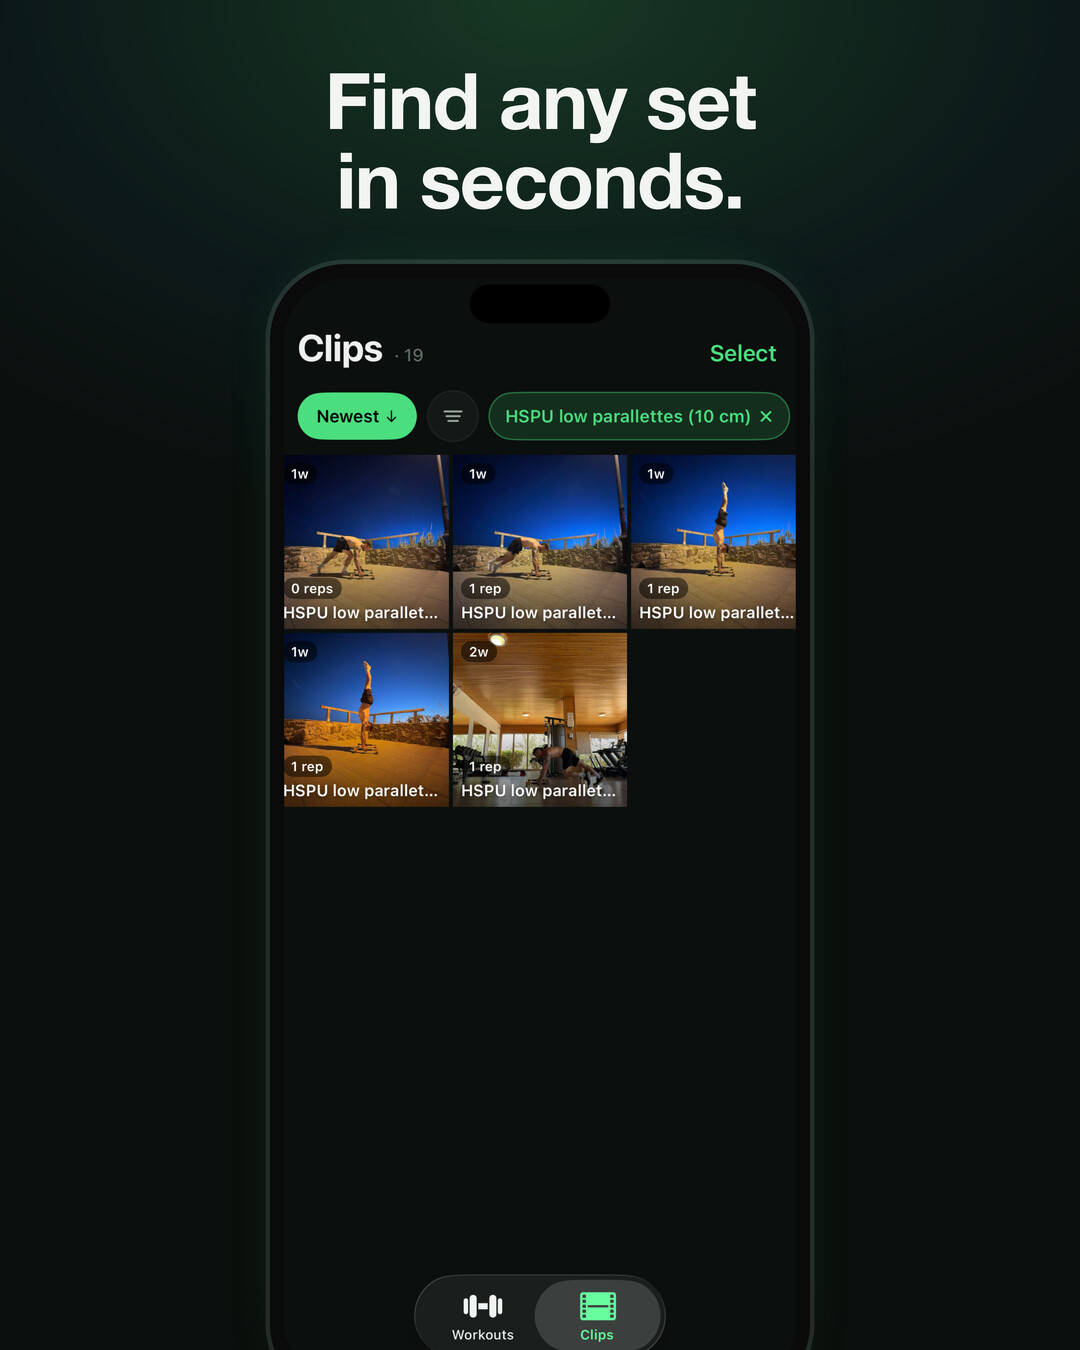 Find any set
in seconds.
Clips · 19
Select
Newest ↓
HSPU low parallettes (10 cm) ✕
1w
0 reps
HSPU low parallet...
1w
1 rep
HSPU low parallet...
1w
1 rep
HSPU low parallet...
1w
1 rep
HSPU low parallet...
2w
1 rep
HSPU low parallet...
Workouts
Clips